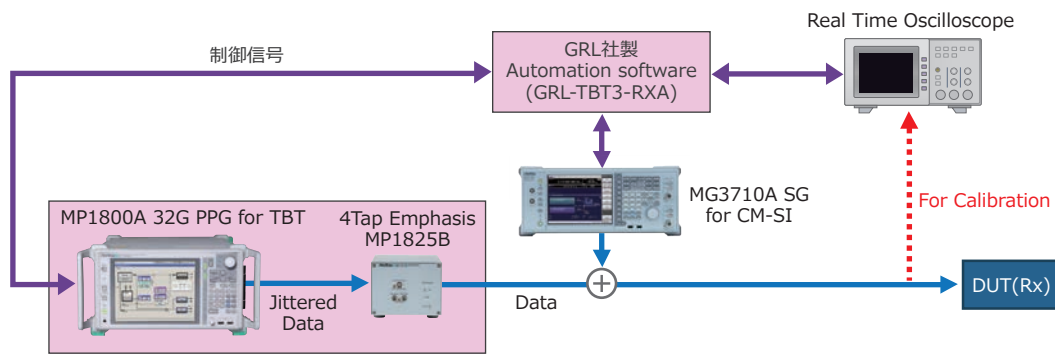 Real Time Oscilloscope
制御信号
GRL社製
Automation software
(GRL-TBT3-RXA)
MG3710A SG
for CM-SI
For Calibration
MP1800A 32G PPG for TBT
4Tap Emphasis
MP1825B
Jittered
Data
Data
DUT(Rx)